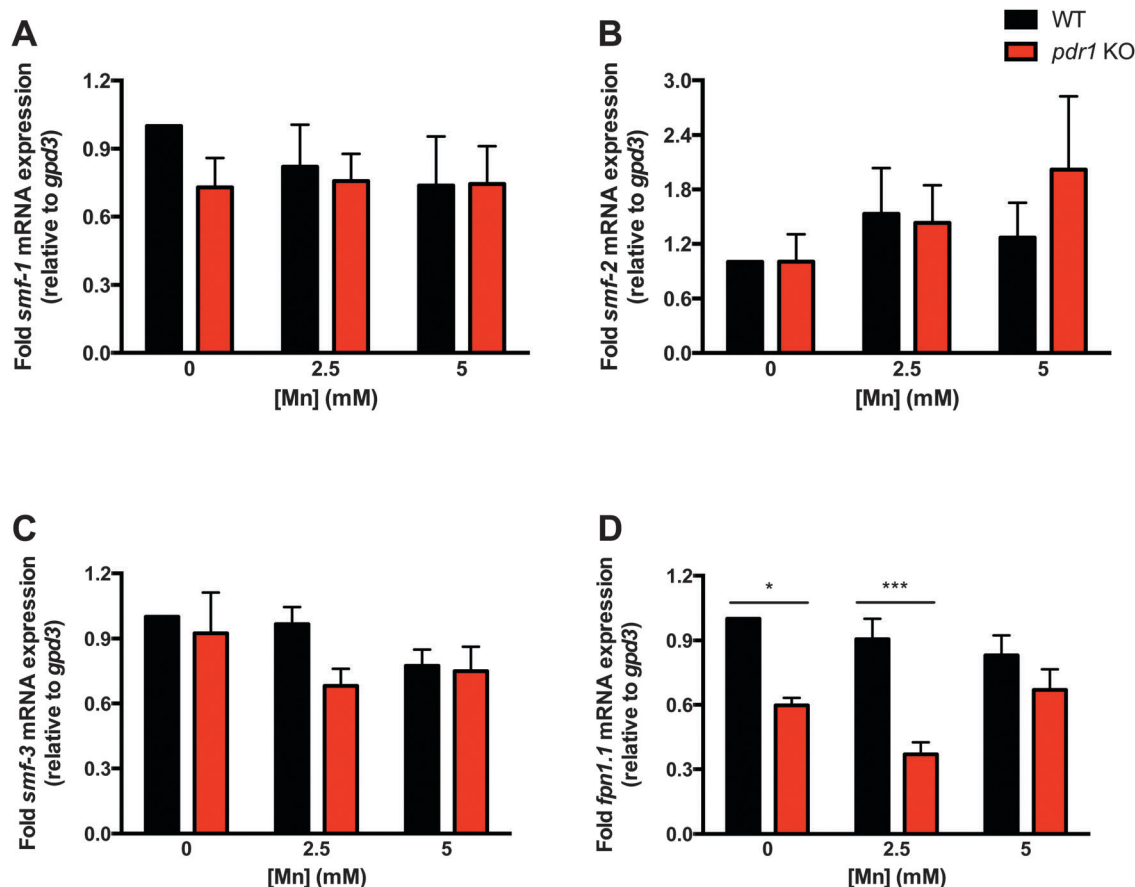 WT
pdr1 KO
A
Fold smf-1 mRNA expression
(relative to gpd3)
1.2
0.9
0.6
0.3
0.0
0
2.5
5
[Mn] (mM)
B
Fold smf-2 mRNA expression
(relative to gpd3)
3.0
2.4
1.8
1.2
0.6
0.0
0
2.5
5
[Mn] (mM)
C
Fold smf-3 mRNA expression
(relative to gpd3)
1.2
0.9
0.6
0.3
0.0
0
2.5
5
[Mn] (mM)
D
Fold fpn1.1 mRNA expression
(relative to gpd3)
1.2
0.9
0.6
0.3
0.0
*
***
0
2.5
5
[Mn] (mM)